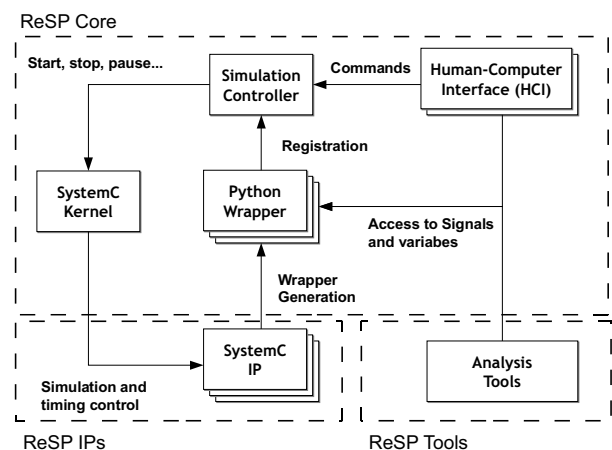 ReSP Core
Start, stop, pause...
Simulation
Controller
Commands
Human-Computer
Interface (HCI)
Registration
SystemC
Kernel
Python
Wrapper
Access to Signals
and variabes
Wrapper
Generation
SystemC
IP
Analysis
Tools
Simulation and
timing control
ReSP IPs
ReSP Tools